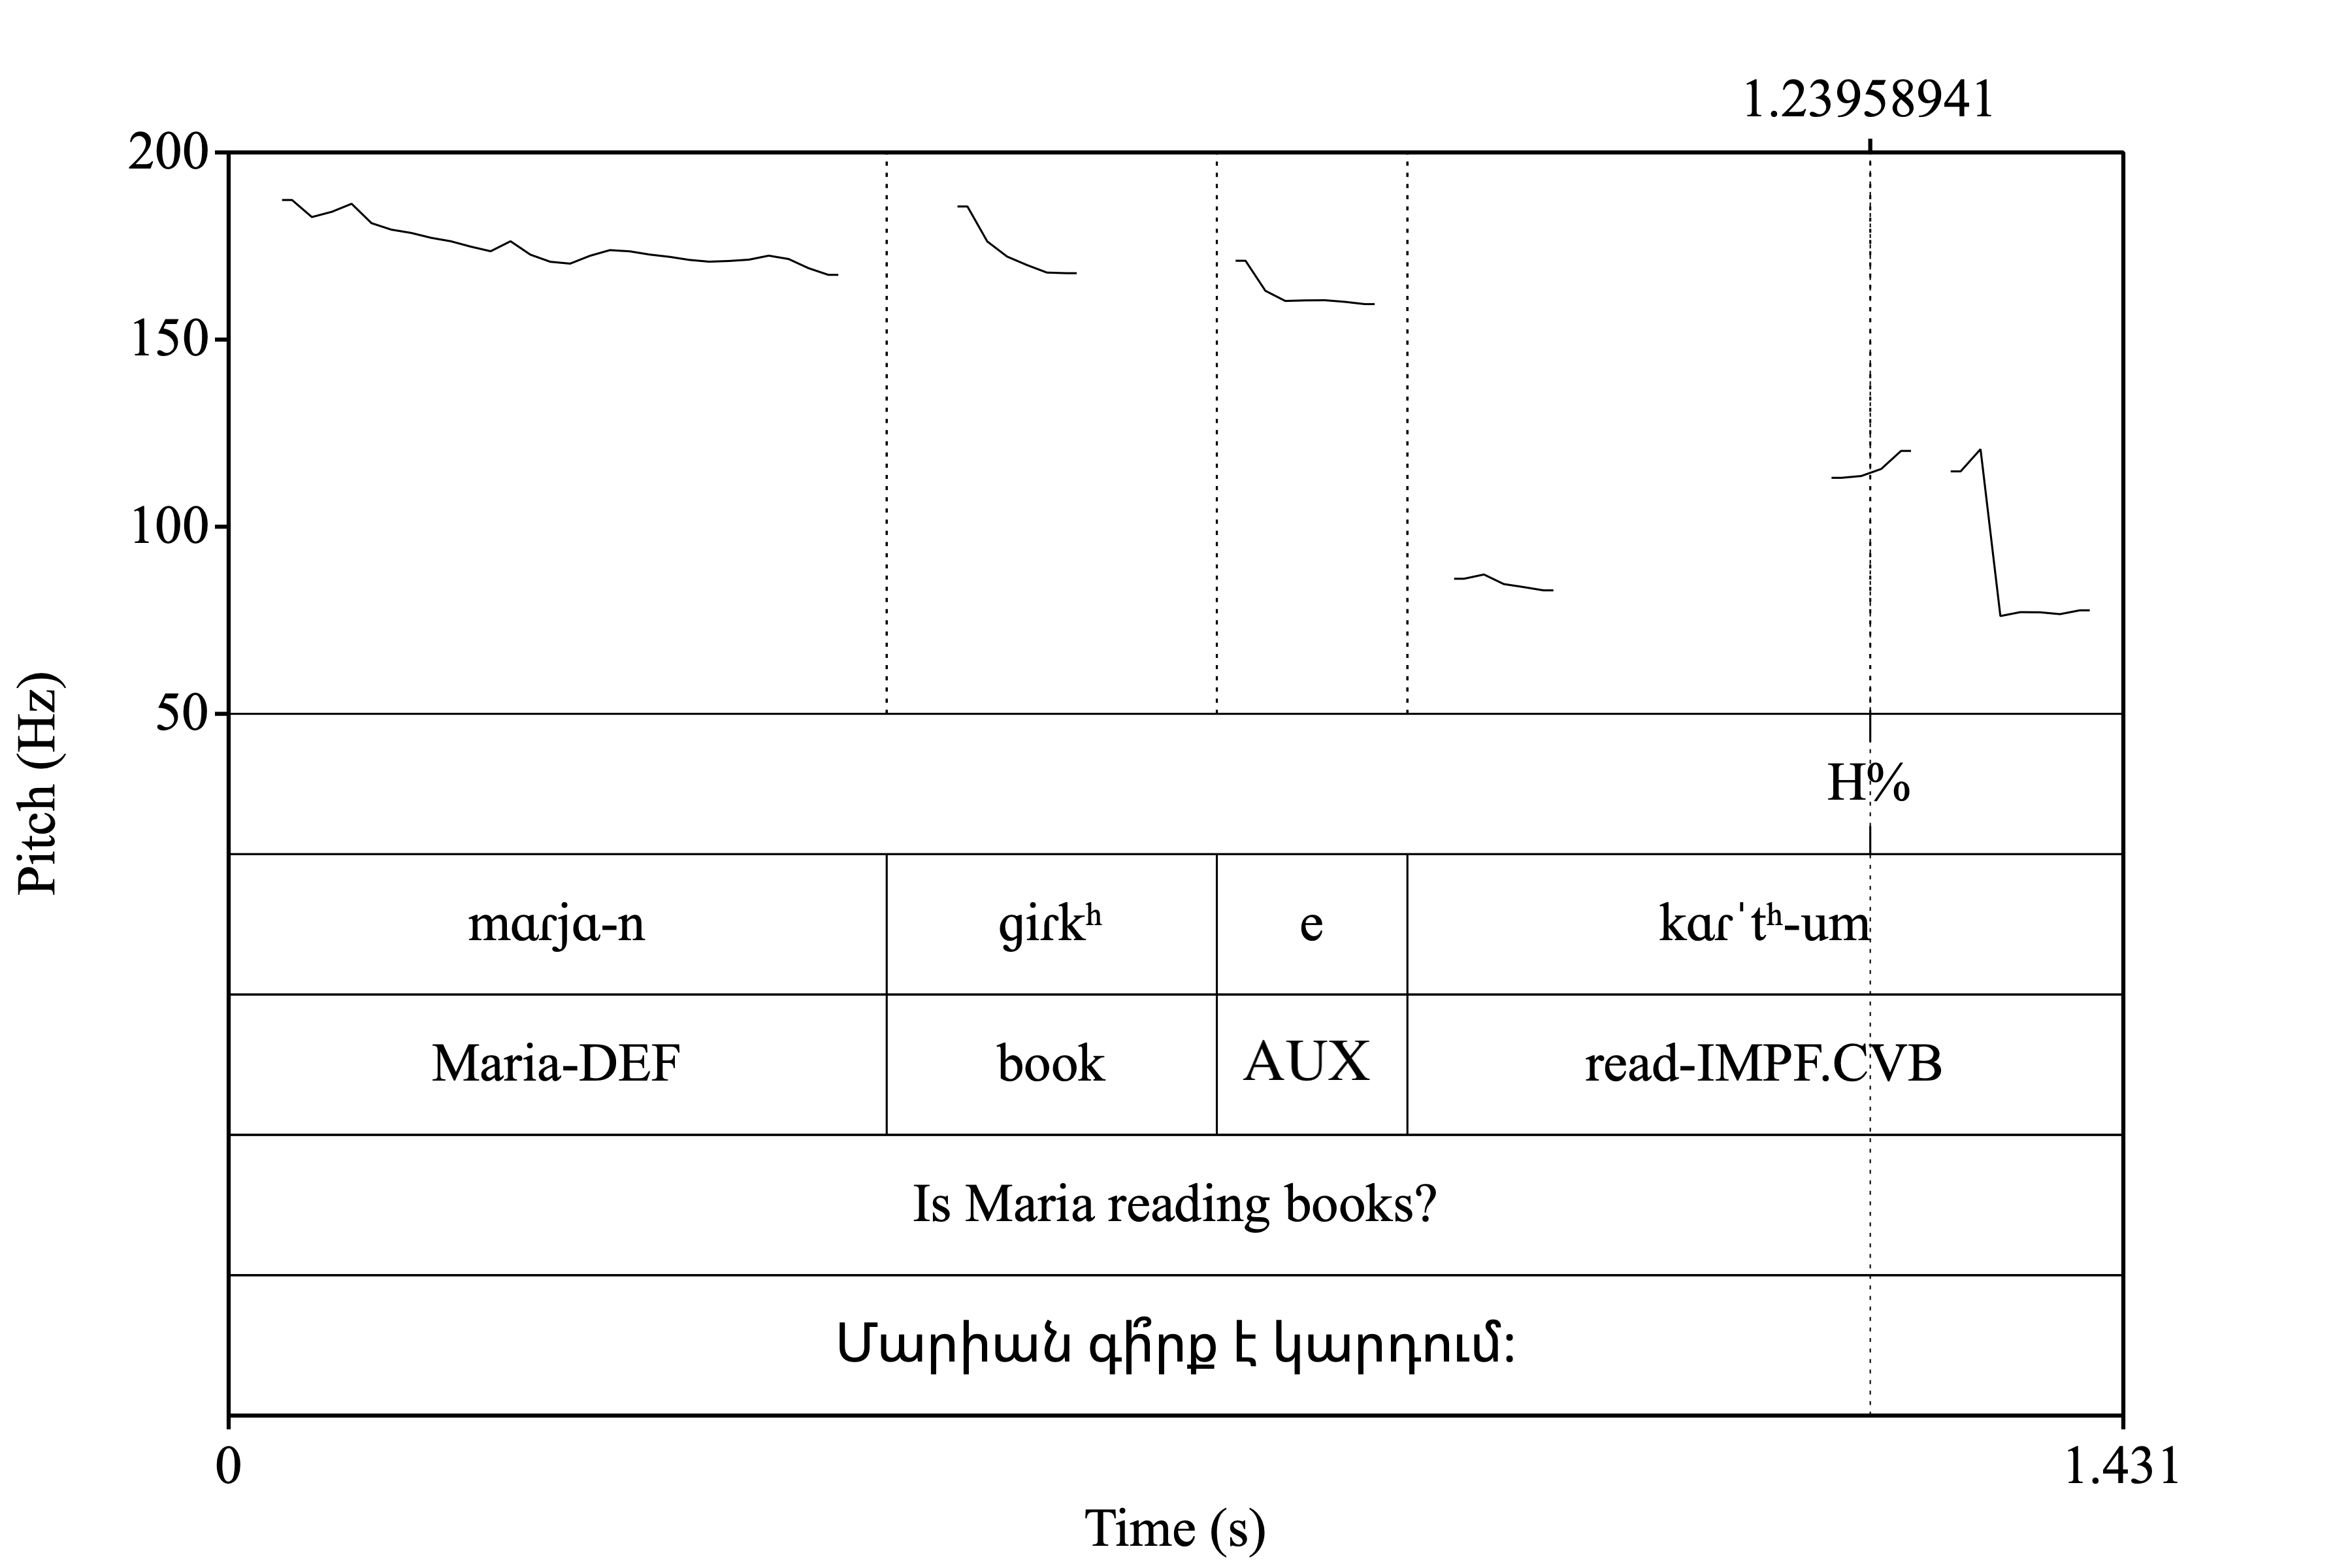 1.23958941
200
150
100
50
Pitch (Hz)
H%
mɑɾjɑ-n girkʰ e kɑɾˈtʰ-um
Maria-DEF book AUX read-IMPF.CVB
Is Maria reading books?
Մարիան գի՞րք է կարդում:
0 1.431
Time (s)